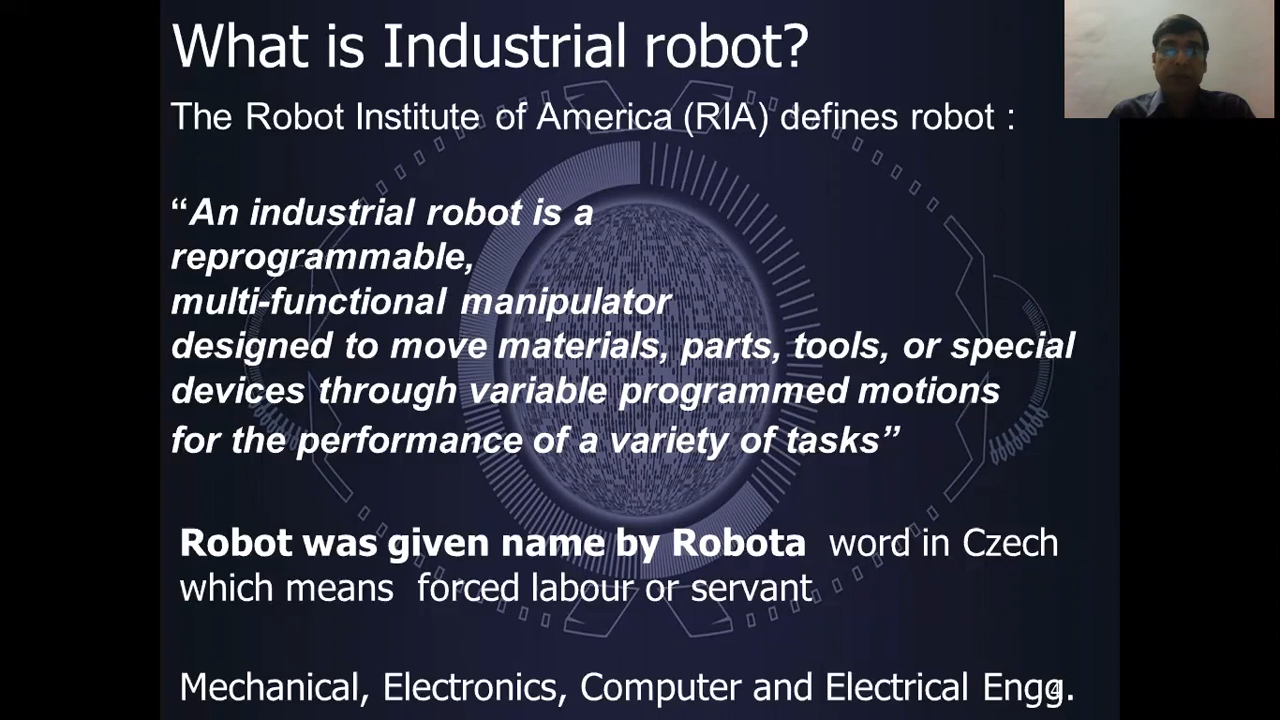 What is Industrial robot?
The Robot Institute of America (RIA) defines robot :
“An industrial robot is a
reprogrammable,
multi-functional manipulator
designed to move materials, parts, tools, or special
devices through variable programmed motions
for the performance of a variety of tasks”
Robot was given name by Robota word in Czech
which means forced labour or servant
Mechanical, Electronics, Computer and Electrical Engg.
4